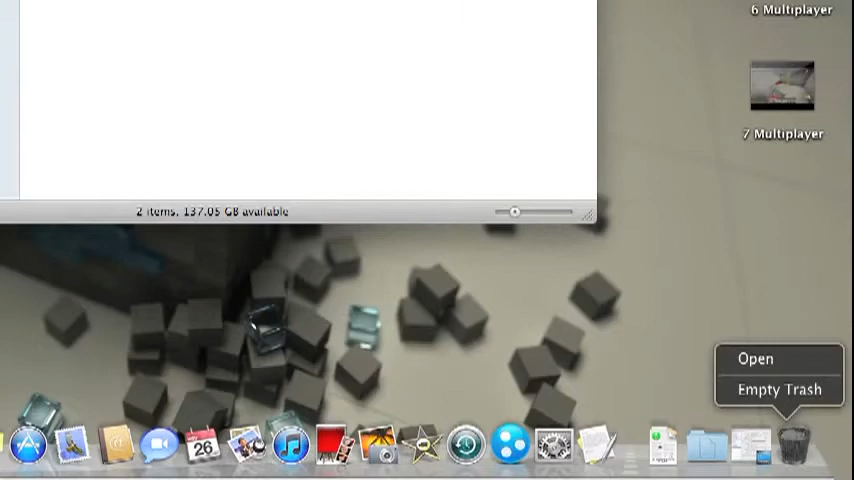 6 Multiplayer
7 Multiplayer
2 items, 137.05 GB available
Open
Empty Trash
26